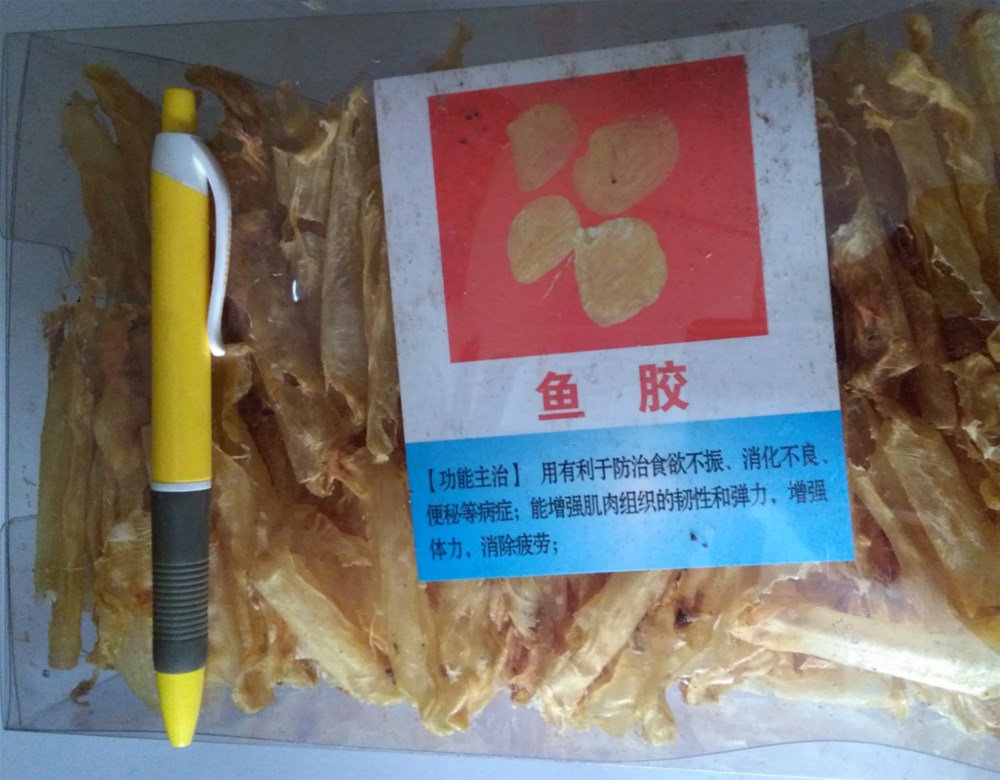 鱼 胶
【功能主治】 用有利于防治食欲不振、消化不良、
便秘等病症；能增强肌肉组织的韧性和弹力，增强
体力，消除疲劳；